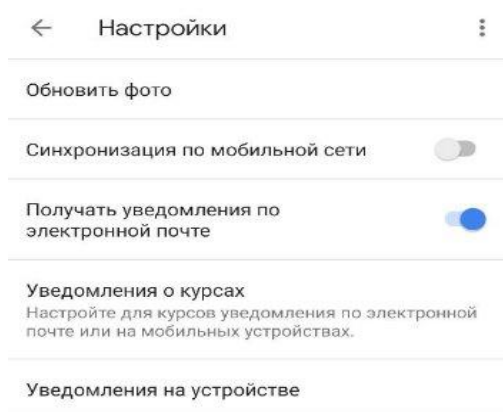 Настройки
Обновить фото
Синхронизация по мобильной сети
Получать уведомления по
электронной почте
Уведомления о курсах
Настройте для курсов уведомления по электронной
почте или на мобильных устройствах.
Уведомления на устройстве